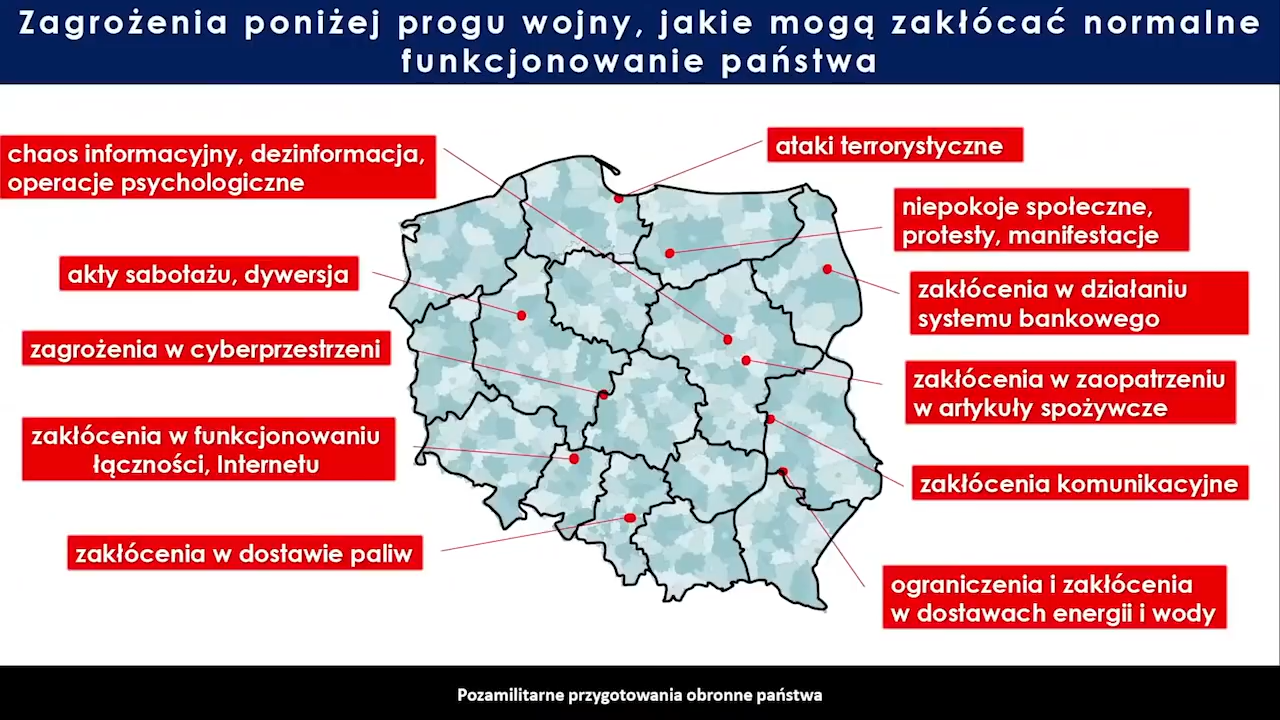 Zagrożenia poniżej progu wojny, jakie mogą zakłócać normalne
funkcjonowanie państwa
chaos informacyjny, dezinformacja,
operacje psychologiczne
akty sabotażu, dywersja
zagrożenia w cyberprzestrzeni
zakłócenia w funkcjonowaniu
łączności, Internetu
zakłócenia w dostawie paliw
ataki terrorystyczne
niepokoje społeczne,
protesty, manifestacje
zakłócenia w działaniu
systemu bankowego
zakłócenia w zaopatrzeniu
w artykuły spożywcze
zakłócenia komunikacyjne
ograniczenia i zakłócenia
w dostawach energii i wody
Pozamilitarne przygotowania obronne państwa